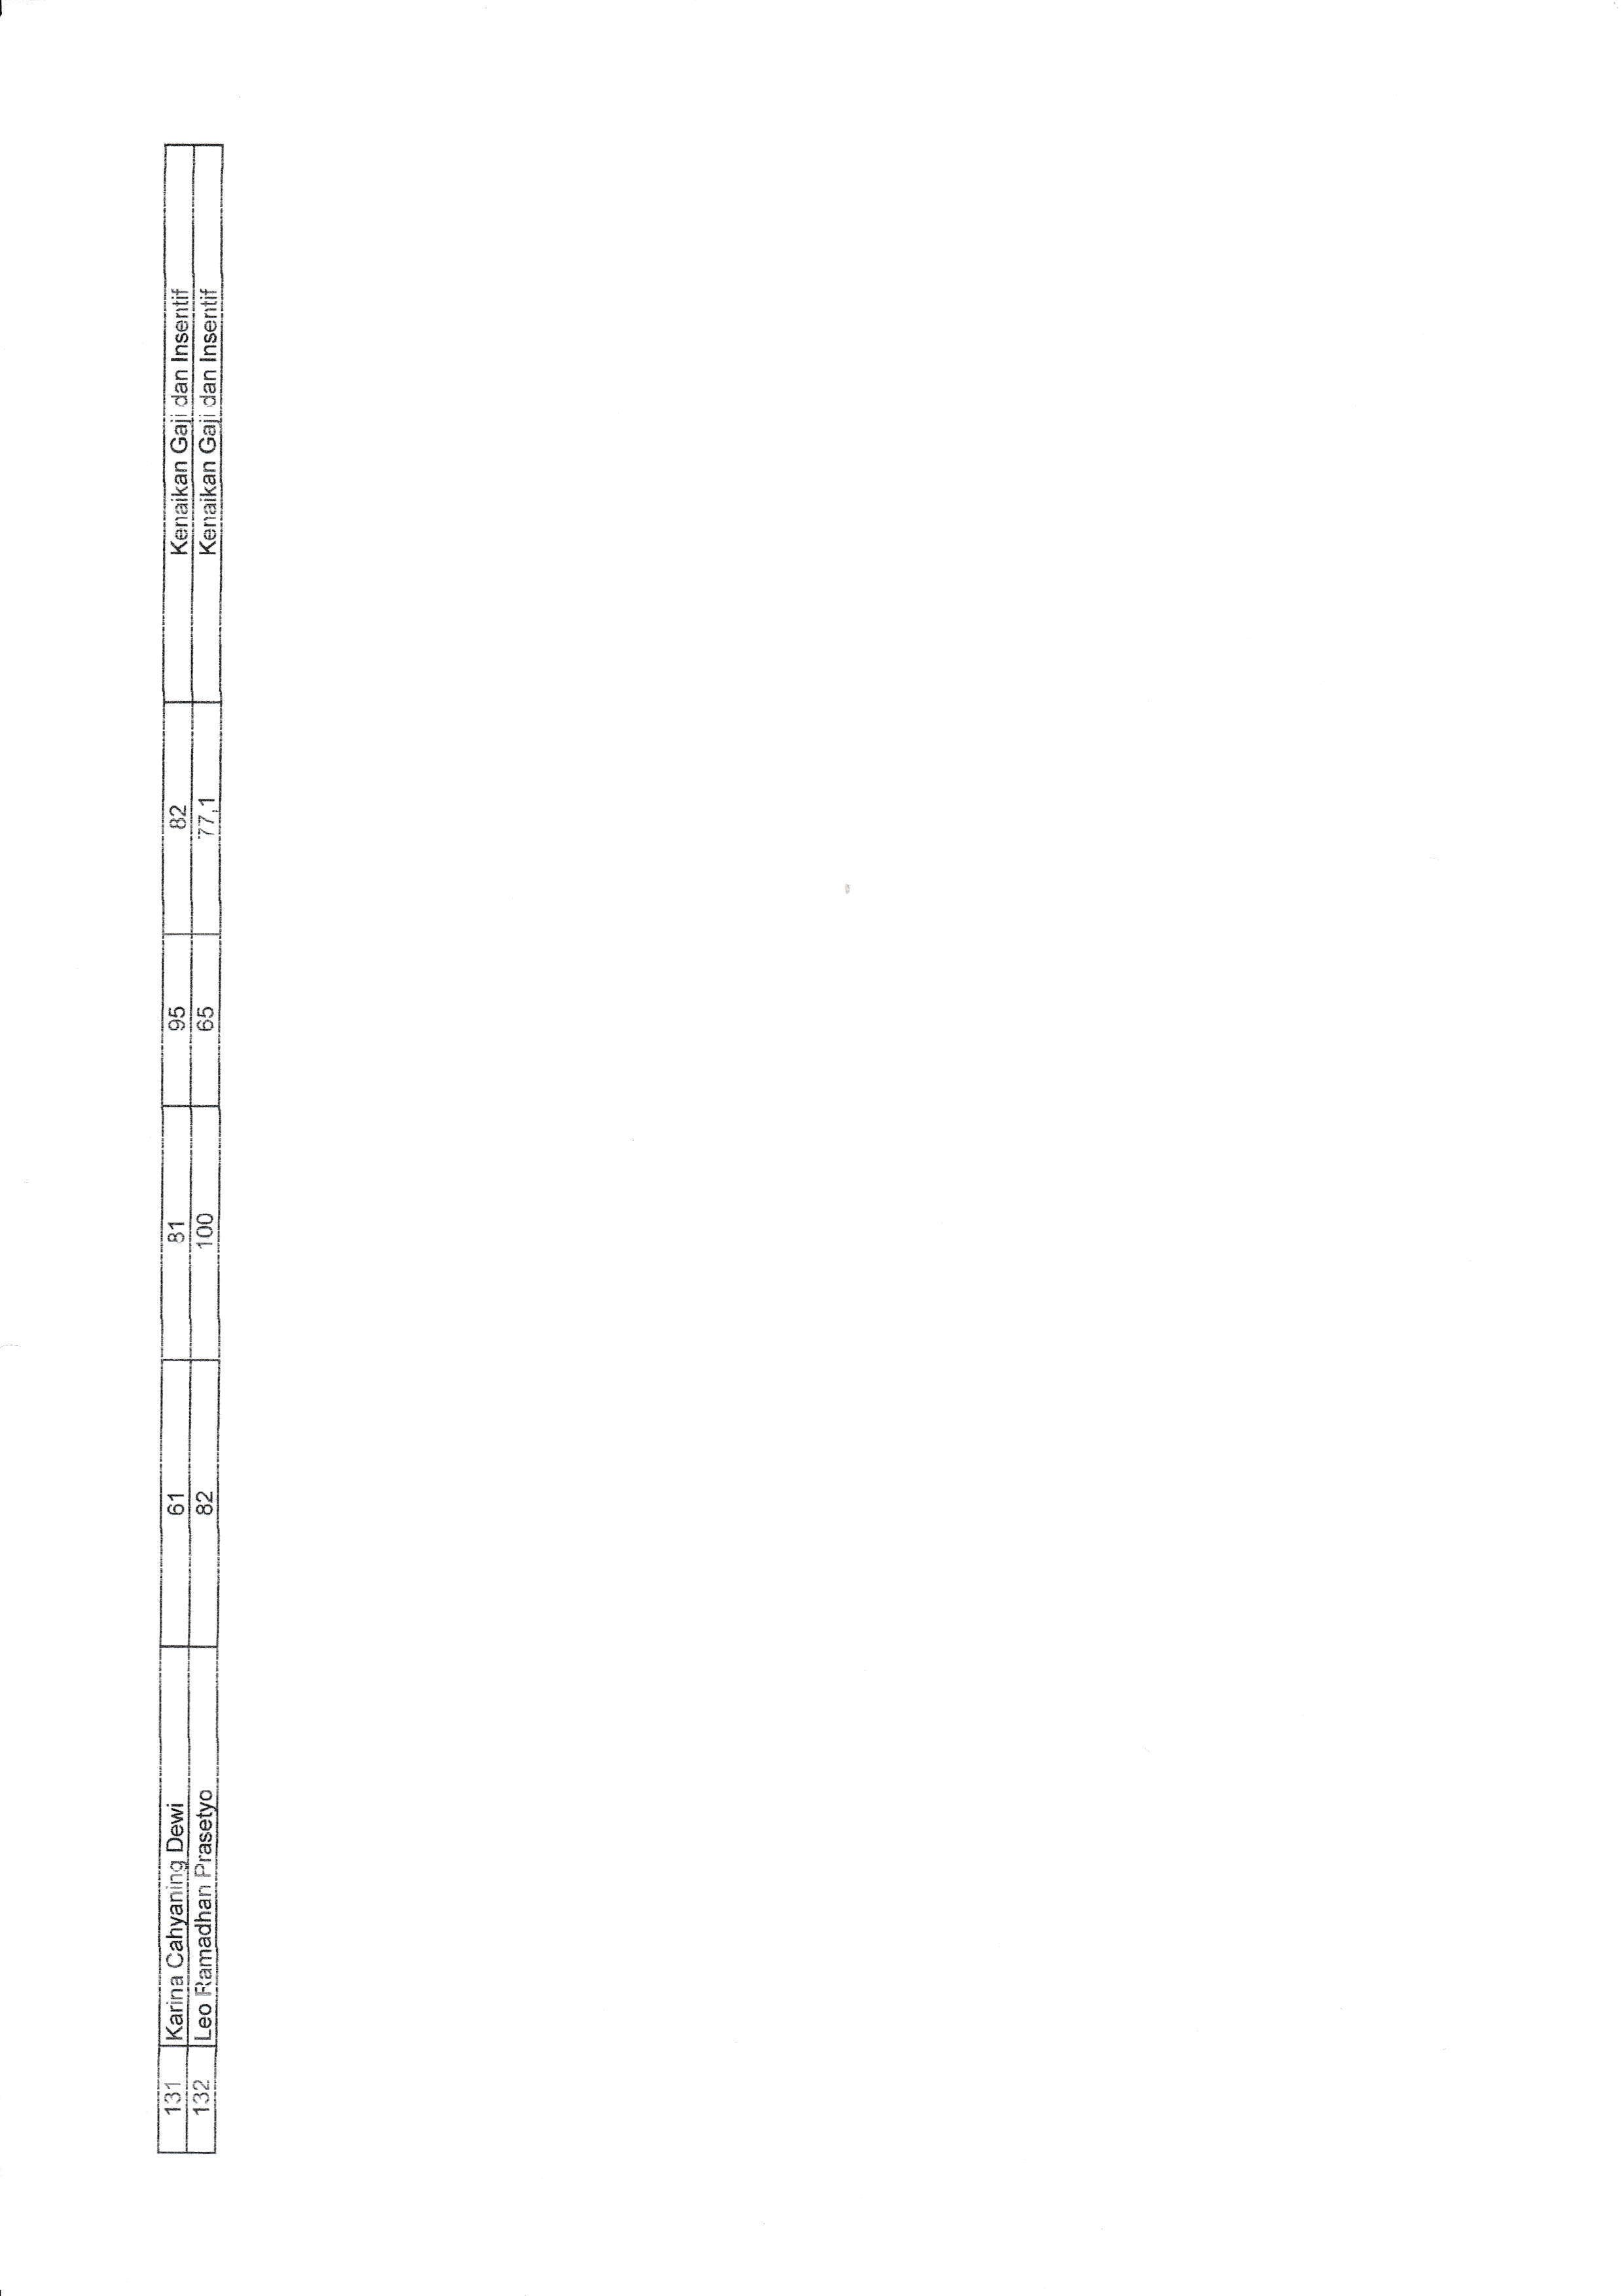 131 Karina Cahyaning Dewi 61 81 95 82 Kenaikan Gaji dan Insentif
132 Leo Ramadhan Prasetyo 82 100 65 77,1 Kenaikan Gaji dan Insentif